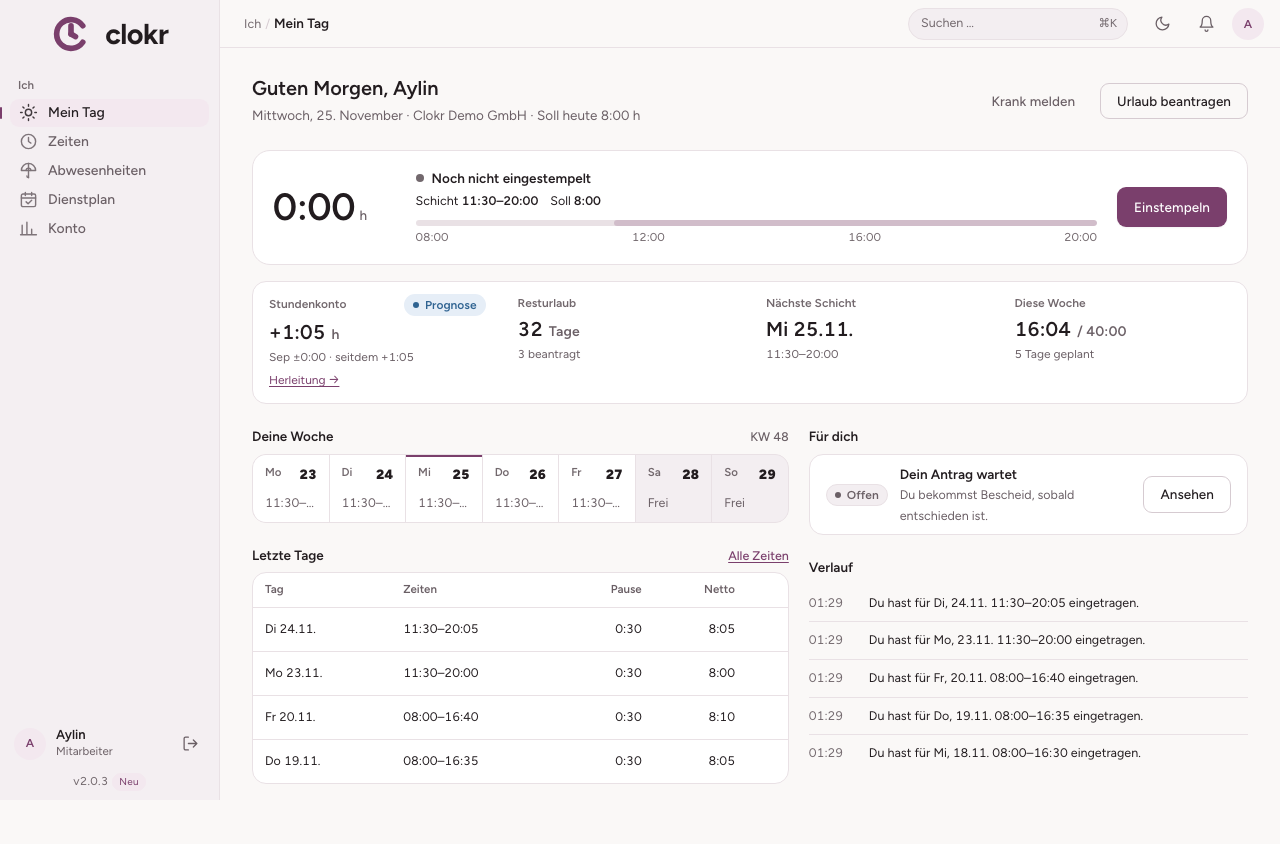 clokr
Ich / Mein Tag
Suchen ... ⌘K
A
Ich
Mein Tag
Zeiten
Abwesenheiten
Dienstplan
Konto
Guten Morgen, Aylin
Mittwoch, 25. November · Clokr Demo GmbH · Soll heute 8:00 h
Krank melden
Urlaub beantragen
0:00 h
Noch nicht eingestempelt
Schicht 11:30–20:00 Soll 8:00
08:00 12:00 16:00 20:00
Einstempeln
Stundenkonto Prognose
+1:05 h
Sep ±0:00 · seitdem +1:05
Herleitung →
Resturlaub
32 Tage
3 beantragt
Nächste Schicht
Mi 25.11.
11:30–20:00
Diese Woche
16:04 / 40:00
5 Tage geplant
Deine Woche KW 48
Mo 23 Di 24 Mi 25 Do 26 Fr 27 Sa 28 So 29
11:30–... 11:30–... 11:30–... 11:30–... 11:30–... Frei Frei
Letzte Tage Alle Zeiten
Tag Zeiten Pause Netto
Di 24.11. 11:30–20:05 0:30 8:05
Mo 23.11. 11:30–20:00 0:30 8:00
Fr 20.11. 08:00–16:40 0:30 8:10
Do 19.11. 08:00–16:35 0:30 8:05
Für dich
Offen
Dein Antrag wartet
Du bekommst Bescheid, sobald
entschieden ist.
Ansehen
Verlauf
01:29 Du hast für Di, 24.11. 11:30–20:05 eingetragen.
01:29 Du hast für Mo, 23.11. 11:30–20:00 eingetragen.
01:29 Du hast für Fr, 20.11. 08:00–16:40 eingetragen.
01:29 Du hast für Do, 19.11. 08:00–16:35 eingetragen.
01:29 Du hast für Mi, 18.11. 08:00–16:30 eingetragen.
A
Aylin
Mitarbeiter
v2.0.3 Neu